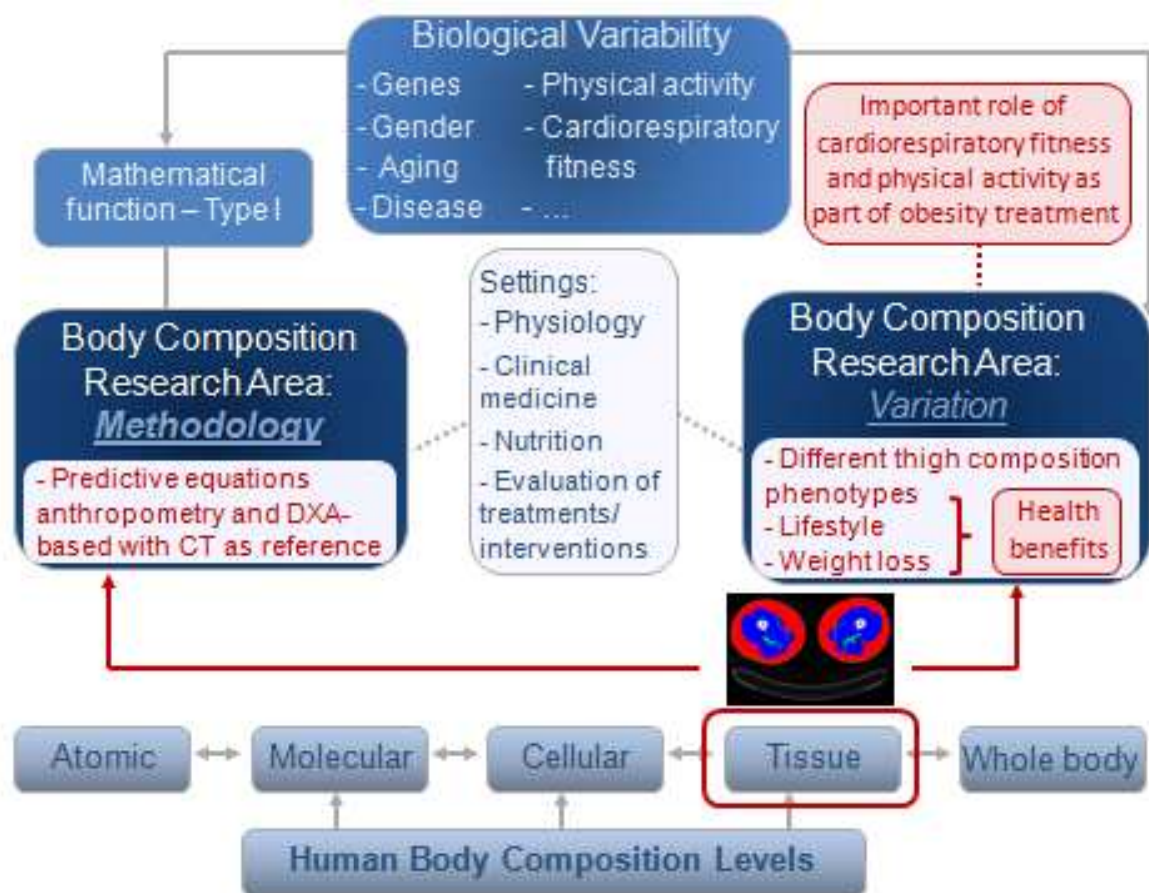 Biological Variability
- Genes
- Gender
- Aging
- Disease
- Physical activity
- Cardiorespiratory
fitness
- ...
Important role of
cardiorespiratory fitness
and physical activity as
part of obesity treatment
Mathematical
function – Type I
Settings:
- Physiology
- Clinical
medicine
- Nutrition
- Evaluation of
treatments/
interventions
Body Composition
Research Area:
Methodology
- Predictive equations
anthropometry and DXA-
based with CT as reference
Body Composition
Research Area:
Variation
- Different thigh composition
phenotypes
- Lifestyle
- Weight loss
Health
benefits
Atomic
Molecular
Cellular
Tissue
Whole body
Human Body Composition Levels